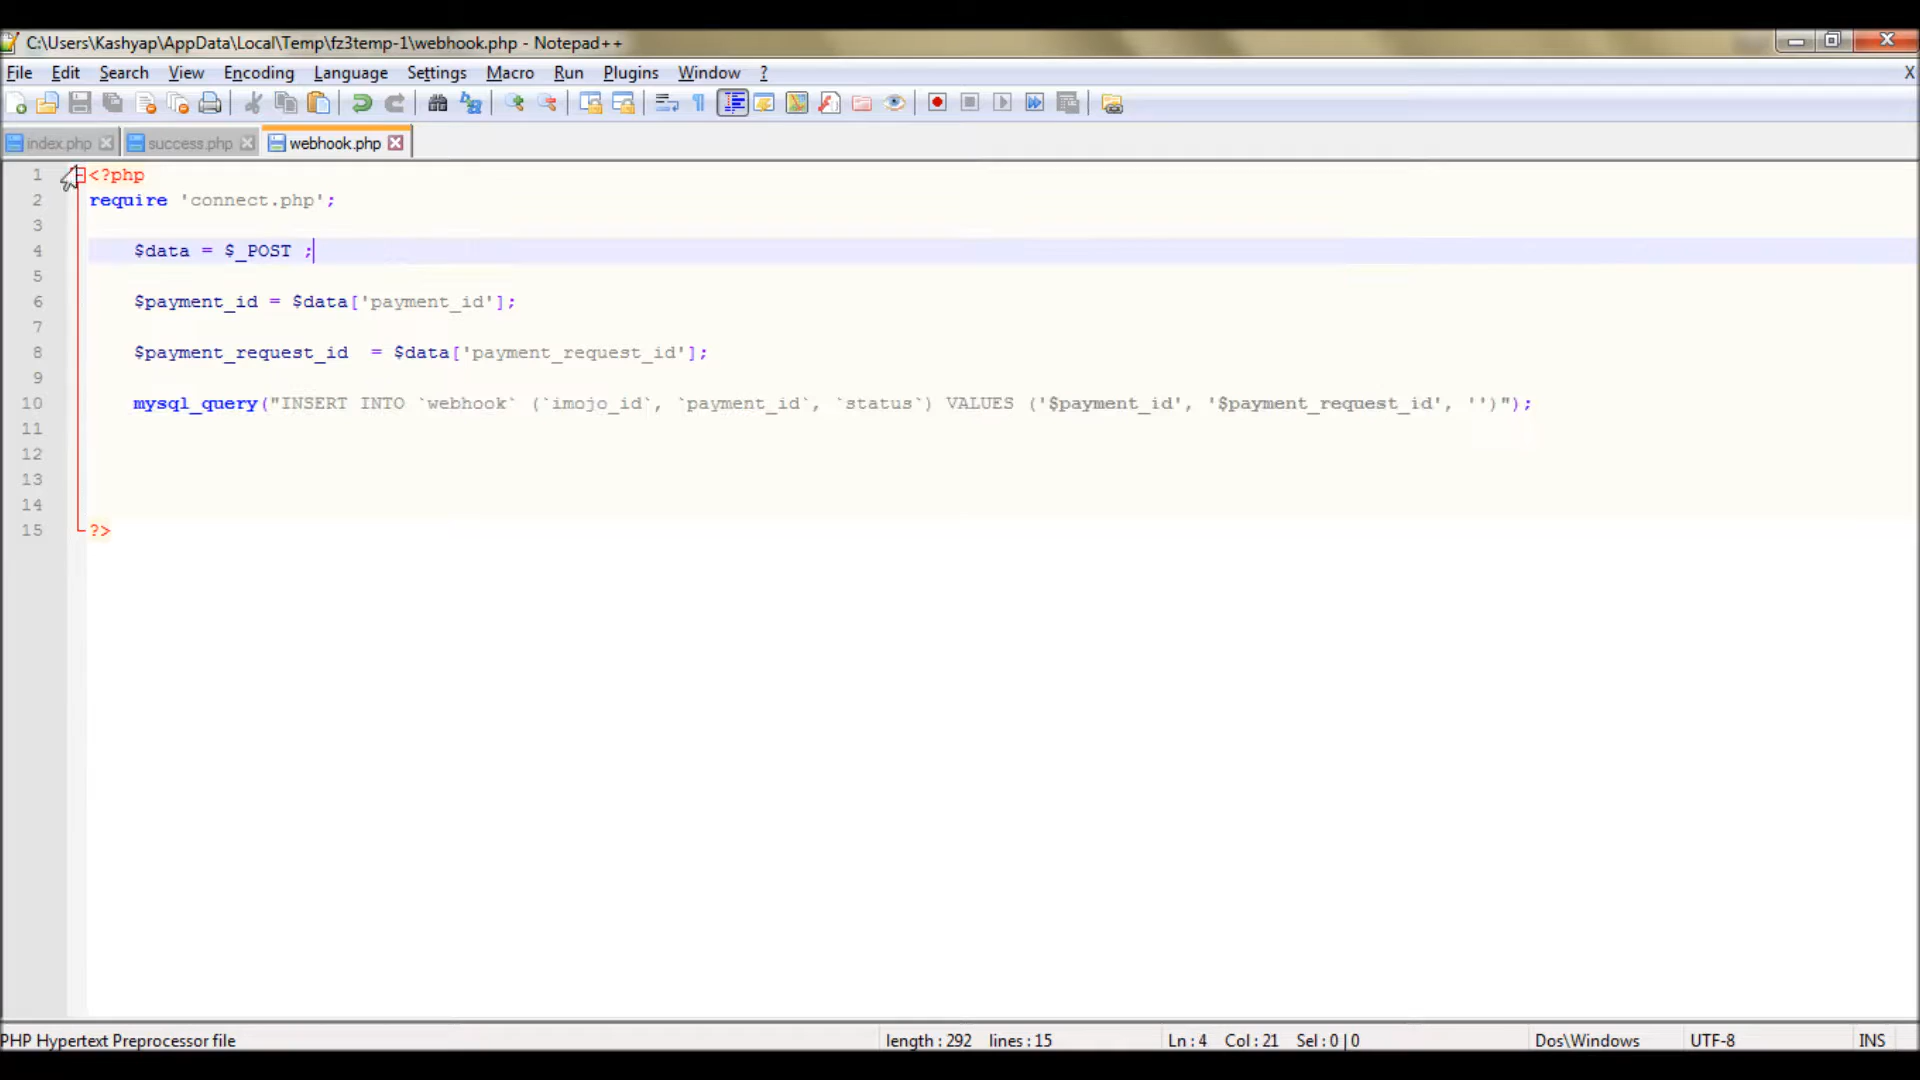 C:\Users\Kashyap\AppData\Local\Temp\fz3temp-1\webhook.php - Notepad++
File Edit Search View Encoding Language Settings Macro Run Plugins Window ? X
index.php success.php webhook.php
1 <?php
2 require 'connect.php';
3
4 $data = $_POST ;
5
6 $payment_id = $data['payment_id'];
7
8 $payment_request_id  = $data['payment_request_id'];
9
10 mysql_query("INSERT INTO `webhook` (`imojo_id`, `payment_id`, `status`) VALUES ('$payment_id', '$payment_request_id', '')");
11
12
13
14
15 ?>
PHP Hypertext Preprocessor file length : 292 lines : 15 Ln : 4 Col : 21 Sel : 0 | 0 Dos\Windows UTF-8 INS